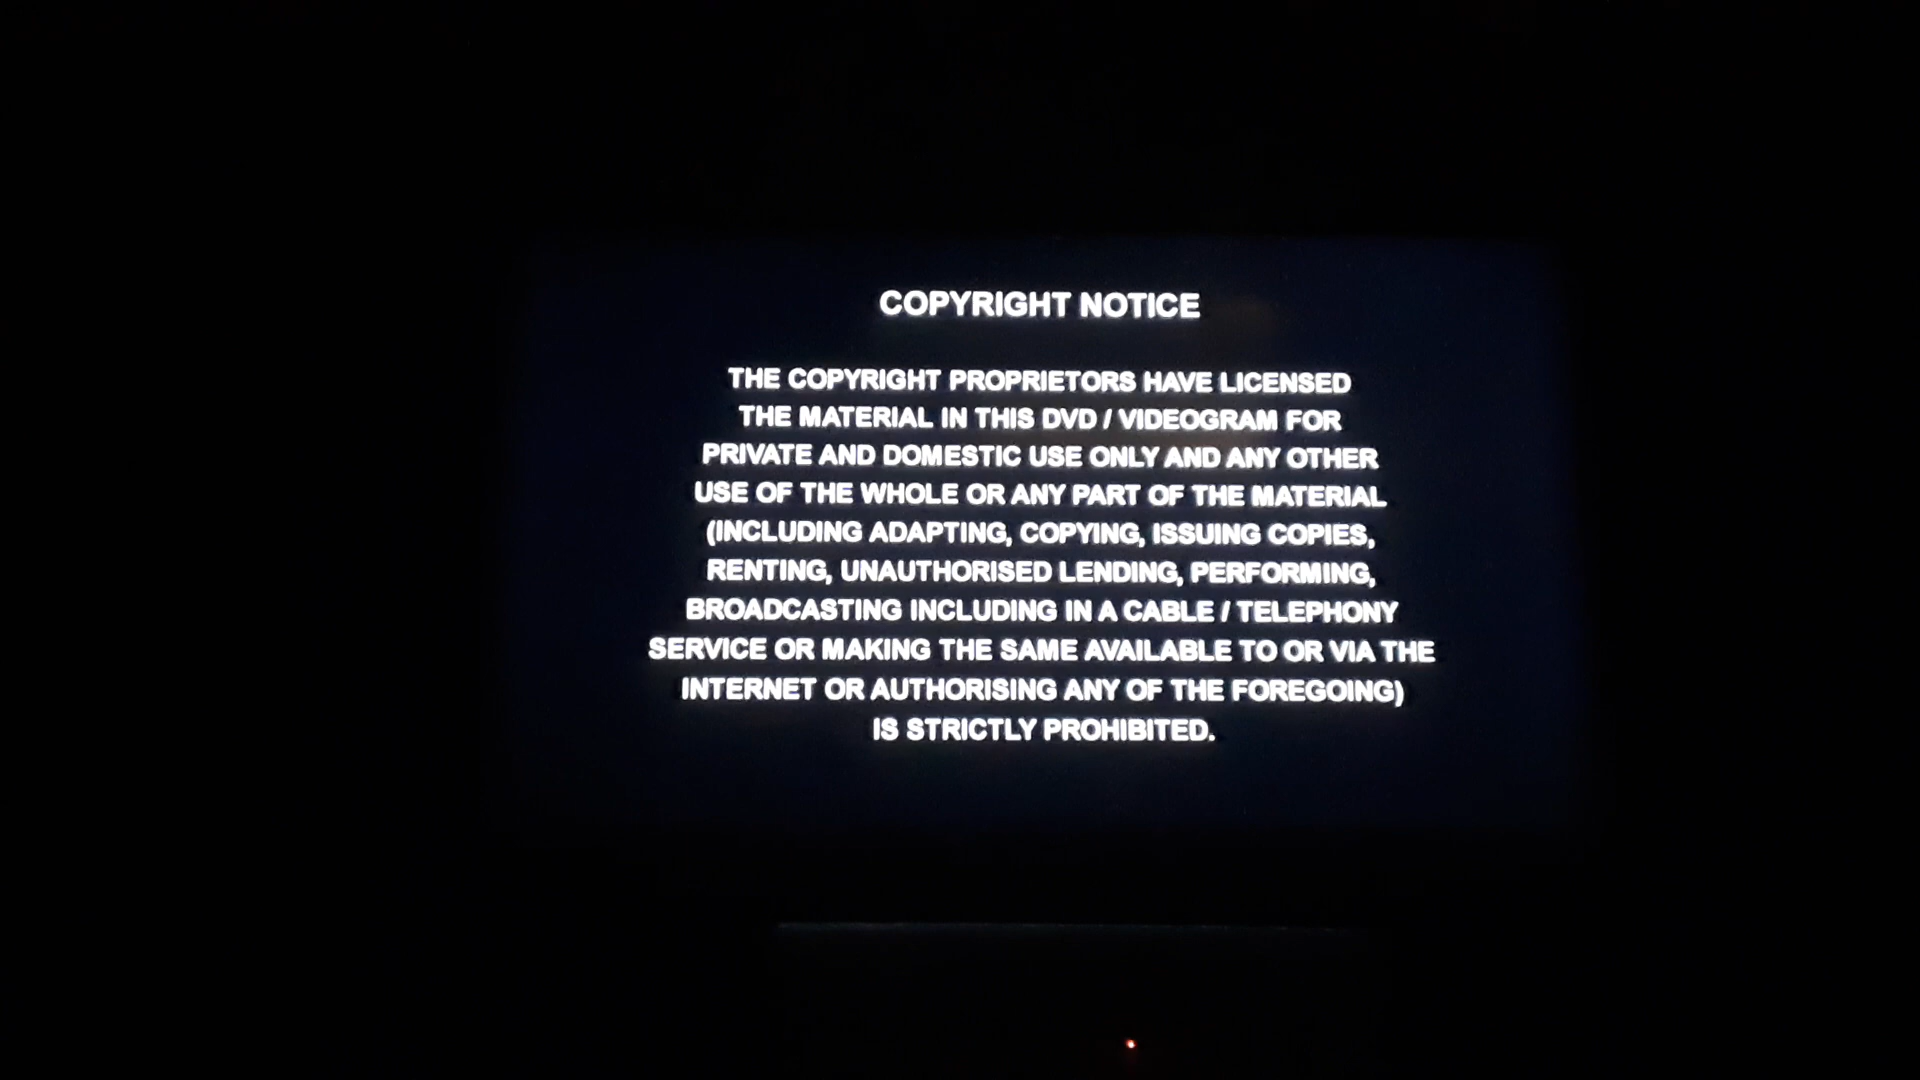 COPYRIGHT NOTICE
THE COPYRIGHT PROPRIETORS HAVE LICENSED
THE MATERIAL IN THIS DVD / VIDEOGRAM FOR
PRIVATE AND DOMESTIC USE ONLY AND ANY OTHER
USE OF THE WHOLE OR ANY PART OF THE MATERIAL
(INCLUDING ADAPTING, COPYING, ISSUING COPIES,
RENTING, UNAUTHORISED LENDING, PERFORMING,
BROADCASTING INCLUDING IN A CABLE / TELEPHONY
SERVICE OR MAKING THE SAME AVAILABLE TO OR VIA THE
INTERNET OR AUTHORISING ANY OF THE FOREGOING)
IS STRICTLY PROHIBITED.